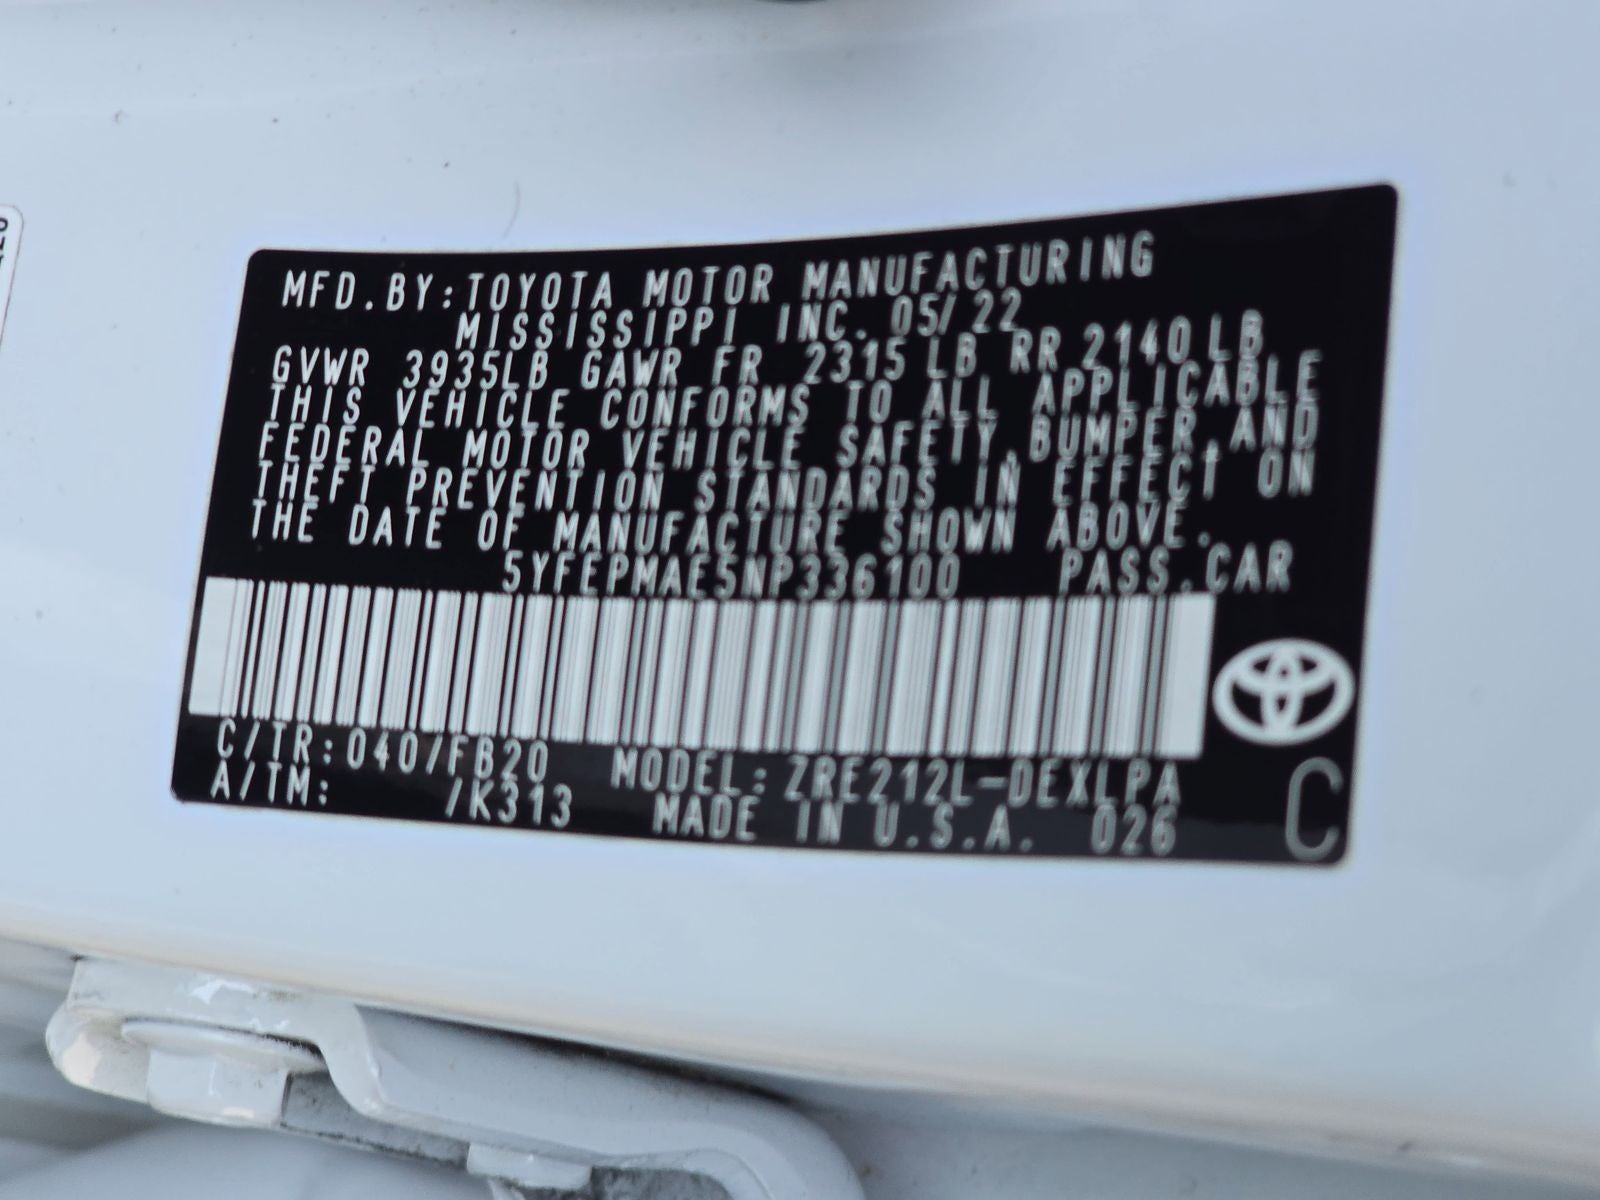 MFD.BY:TOYOTA MOTOR MANUFACTURING
MISSISSIPPI INC. 05/22
GVWR 3935LB GAWR FR 2315 LB RR 2140 LB
THIS VEHICLE CONFORMS TO ALL APPLICABLE
FEDERAL MOTOR VEHICLE SAFETY,BUMPER,AND
THEFT PREVENTION STANDARDS IN EFFECT ON
THE DATE OF MANUFACTURE SHOWN ABOVE.
5YFEPMAE5NP336100 PASS.CAR
C/TR:040/FB20 MODEL:ZRE212L-DEXLPA
A/TM: /K313 MADE IN U.S.A. 026
C